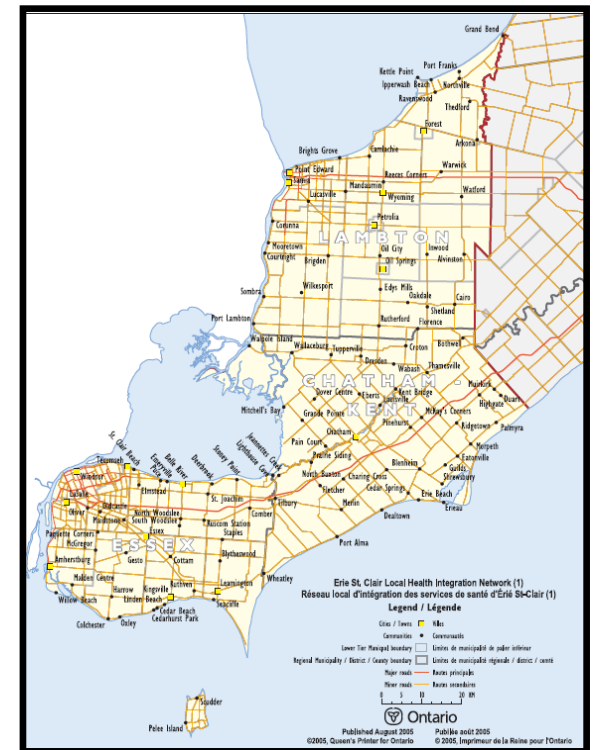 Grand Bend
Port Franks
Kettle Point
Ipperwash Beach
Northville
Ravenswood
Thedford
Forest
Arkona
Brights Grove
Camlachie
Point Edward
Warwick
Sarnia
Reeces Corners
Mandaumin
Lucasville
Wyoming
Watford
Petrolia
Corunna
LAMBTON
Mooretown
Oil City
Inwood
Courtright
Brigden
Oil Springs
Alvinston
Wilkesport
Edys Mills
Sombra
Oakdale
Cairo
Shetland
Port Lambton
Rutherford
Florence
Walpole Island
Bothwell
Wallaceburg
Tupperville
Croton
Dresden
Wabash
Thamesville
CHATHAM - KENT
Dover Centre
Eberts
Kent Bridge
Louisville
Muirkirk
Duart
Highgate
Mitchell's Bay
Grande Pointe
McKay's Corners
Pinehurst
Ridgetown
Palmyra
Chatham
Pain Court
Morpeth
Prairie Siding
Blenheim
Eatonville
Guilds
Shrewsbury
North Buxton
Charing Cross
Fletcher
Cedar Springs
Merlin
Erie Beach
Erieau
Dealtown
Port Alma
St. Clair Beach
Tecumseh
Emeryville
Puce
Belle River
Deerbrook
Stoney Point
Lighthouse Cove
Jeannettes Creek
Windsor
Elmstead
St. Joachim
Tilbury
LaSalle
Oldcastle
Comber
Oliver
North Woodslee
Maidstone
South Woodslee
Ruscom Station
Staples
Paquette Corners
Essex
McGregor
ESSEX
Blytheswood
Amherstburg
Gesto
Cottam
Wheatley
Malden Centre
Harrow
Kingsville
Ruthven
Leamington
Willow Beach
Linden Beach
Seacliffe
Cedar Beach
Cedarhurst Park
Colchester
Oxley
Scudder
Pelee Island
Erie St. Clair Local Health Integration Network (1)
Réseau local d'intégration des services de santé d'Érié St-Clair (1)
Legend / Légende
Cities / Towns Villes
Communities Communautés
Lower Tier Municipal boundary Limites de municipalité de palier inférieur
Regional Municipality / District / County boundary Limites de municipalité régionale / district / comté
Major roads Routes principales
Minor roads Routes secondaires
0 5 10 20 KM
Ontario
Published August 2005 Publiée août 2005
©2005, Queen's Printer for Ontario © 2005, Imprimeur de la Reine pour l'Ontario